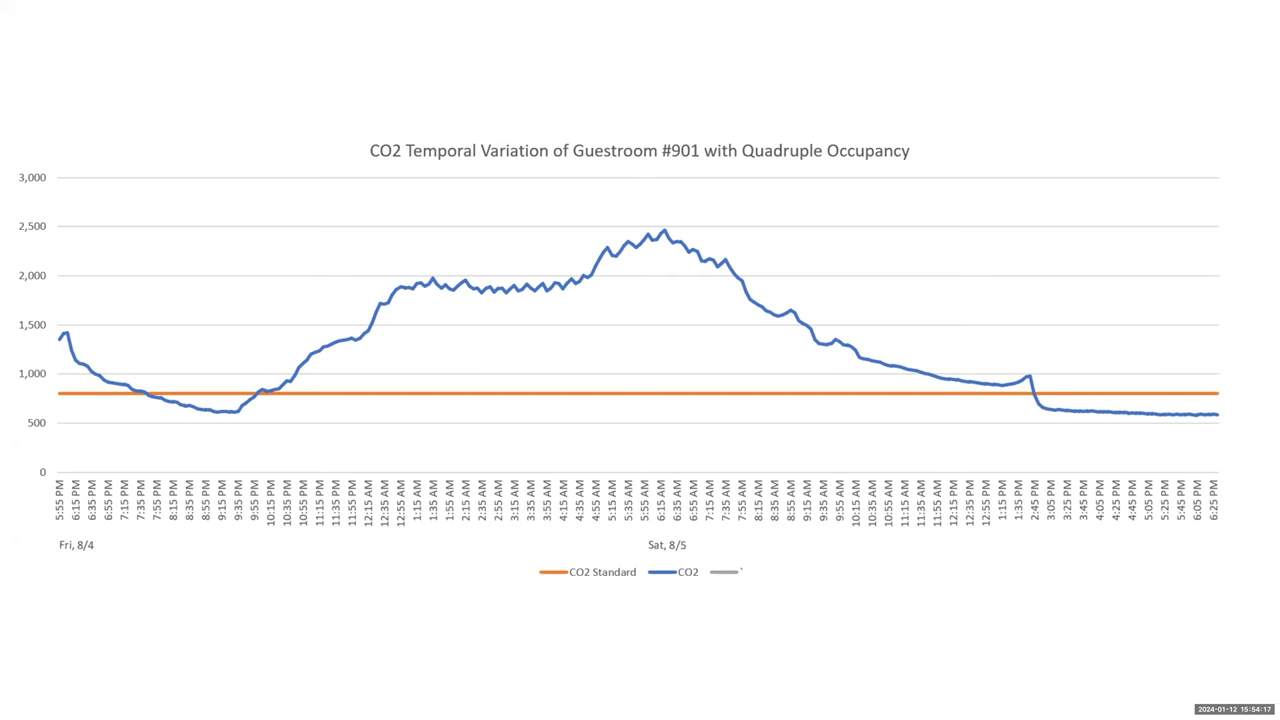 CO2 Temporal Variation of Guestroom #901 with Quadruple Occupancy
3,000
2,500
2,000
1,500
1,000
500
0
5:55 PM
6:15 PM
6:35 PM
6:55 PM
7:15 PM
7:35 PM
7:55 PM
8:15 PM
8:35 PM
8:55 PM
9:15 PM
9:35 PM
9:55 PM
10:15 PM
10:35 PM
10:55 PM
11:15 PM
11:35 PM
11:55 PM
12:15 AM
12:35 AM
12:55 AM
1:15 AM
1:35 AM
1:55 AM
2:15 AM
2:35 AM
2:55 AM
3:15 AM
3:35 AM
3:55 AM
4:15 AM
4:35 AM
4:55 AM
5:15 AM
5:35 AM
5:55 AM
6:15 AM
6:35 AM
6:55 AM
7:15 AM
7:35 AM
7:55 AM
8:15 AM
8:35 AM
8:55 AM
9:15 AM
9:35 AM
9:55 AM
10:15 AM
10:35 AM
10:55 AM
11:15 AM
11:35 AM
11:55 AM
12:15 PM
12:35 PM
12:55 PM
1:15 PM
1:35 PM
2:45 PM
3:05 PM
3:25 PM
3:45 PM
4:05 PM
4:25 PM
4:45 PM
5:05 PM
5:25 PM
5:45 PM
6:05 PM
6:25 PM
Fri, 8/4
Sat, 8/5
CO2 Standard
CO2
`
2024-01-12 15:54:17